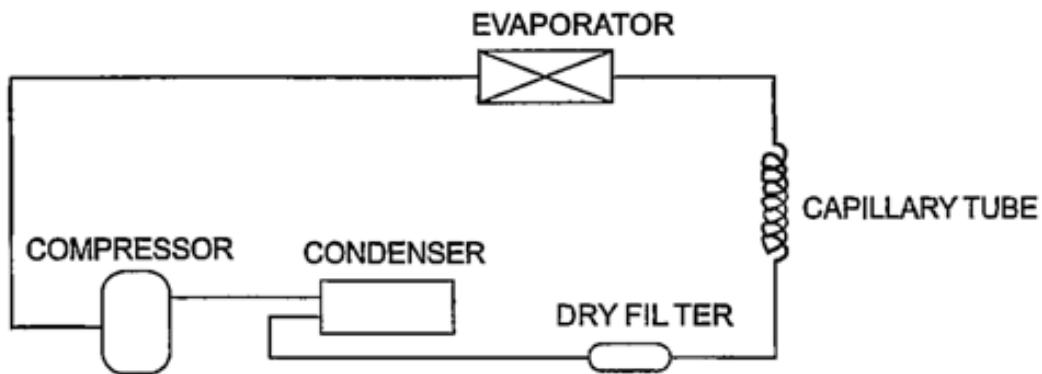 EVAPORATOR
CAPILLARY TUBE
COMPRESSOR
CONDENSER
DRY FIL TER